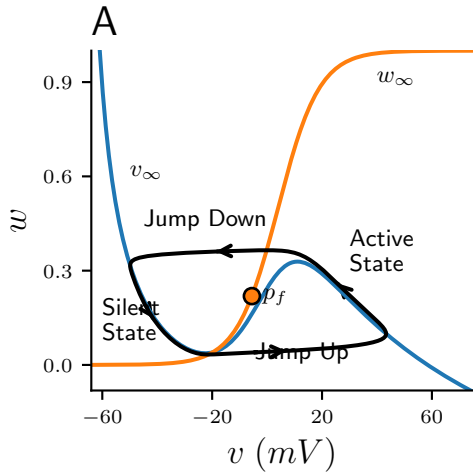 A
0.9
0.6
0.3
0.0
w
w∞
v∞
Jump Down
Active
State
p_f
Silent
State
Jump Up
−60
−20
20
60
v (mV)